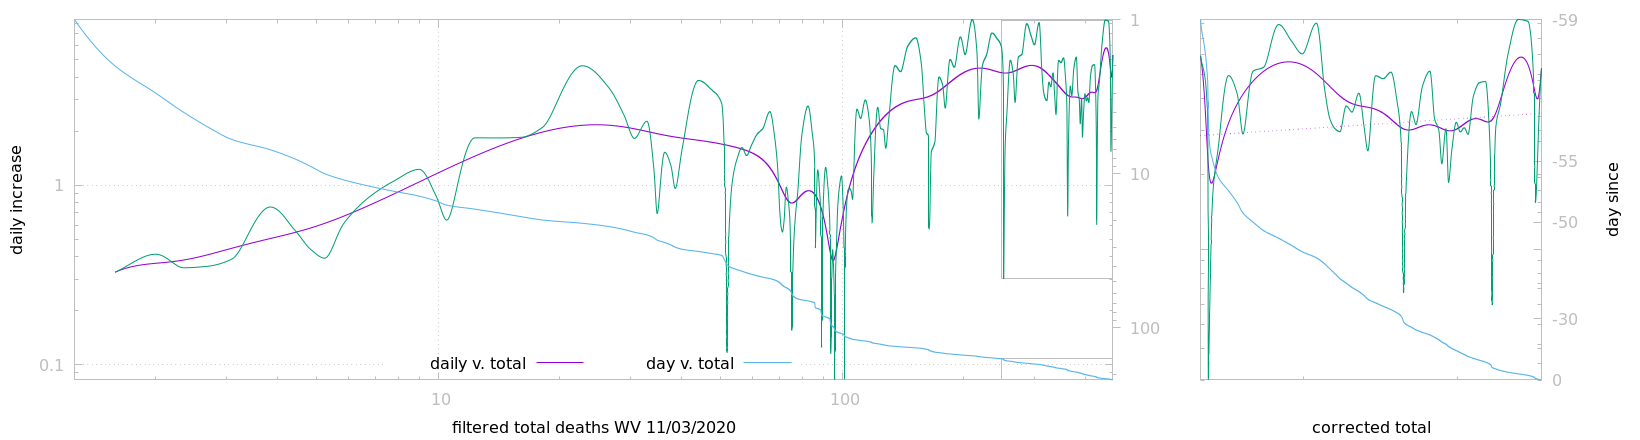 1
-59
daily increase
1
0.1
10
100
-55
-50
-30
0
day since
daily v. total
day v. total
10
100
filtered total deaths WV 11/03/2020
corrected total